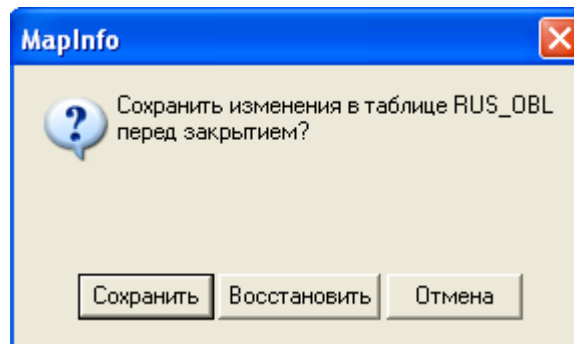 MapInfo
Сохранить изменения в таблице RUS_OBL
перед закрытием?
Сохранить Восстановить Отмена